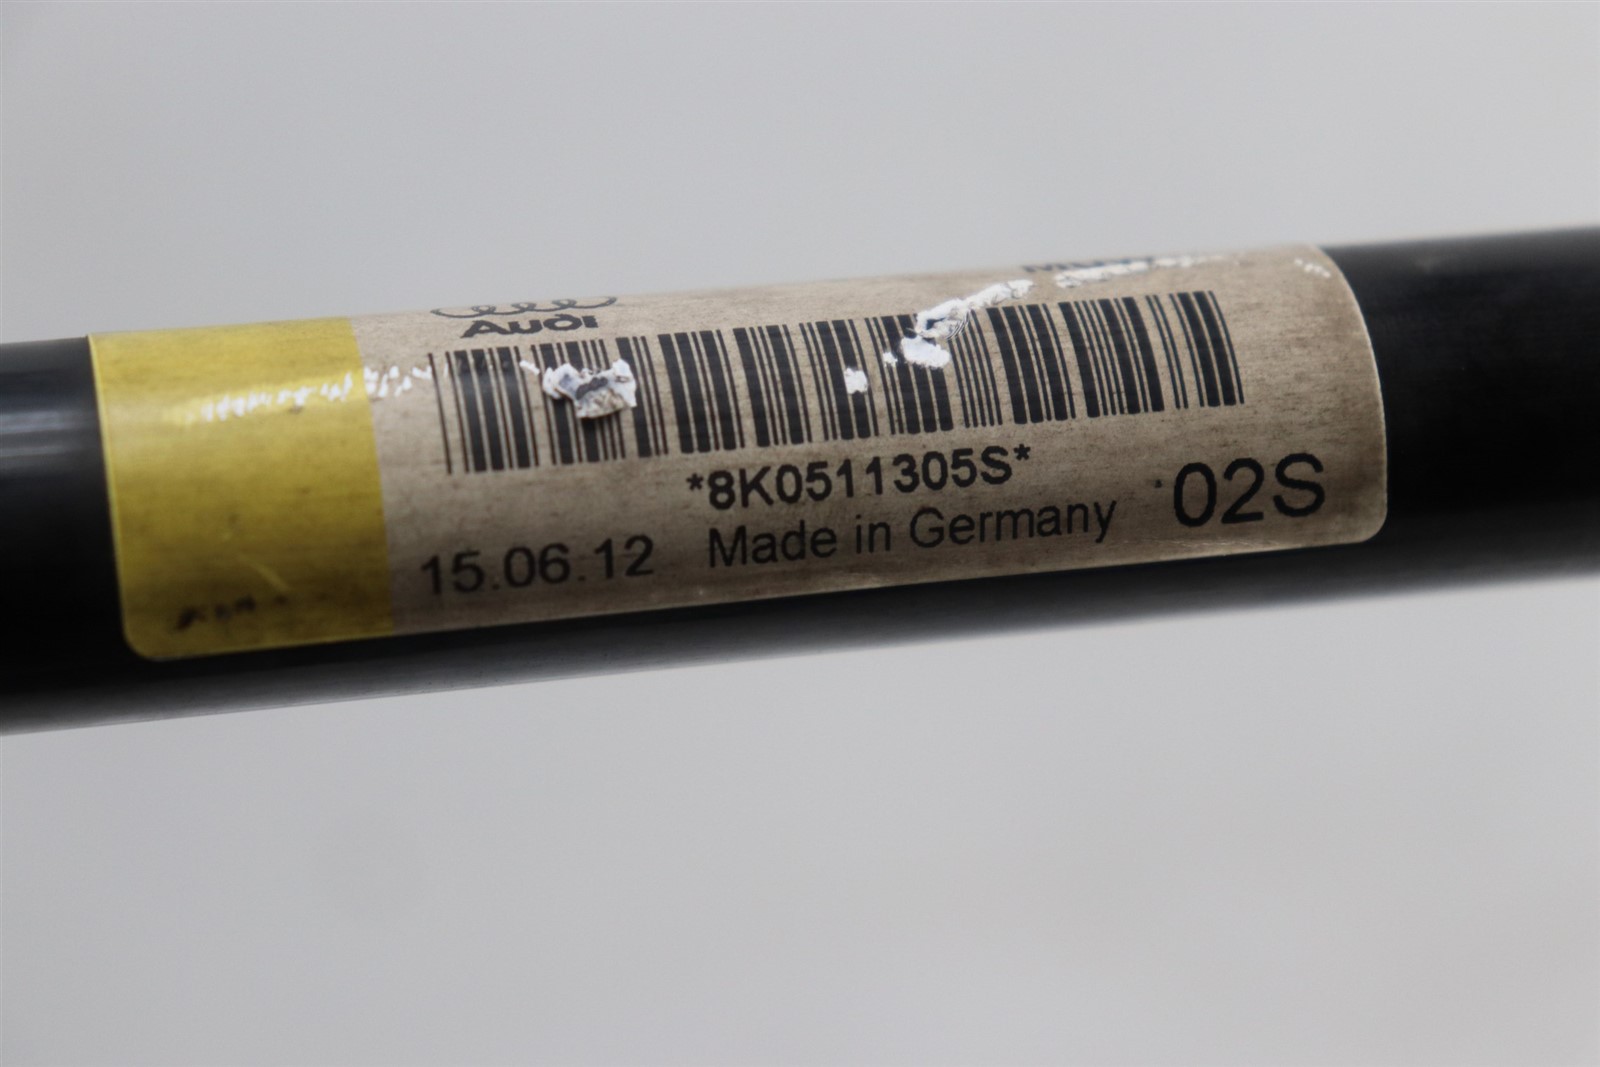 Audi
*8K0511305S*
15.06.12 Made in Germany 02S